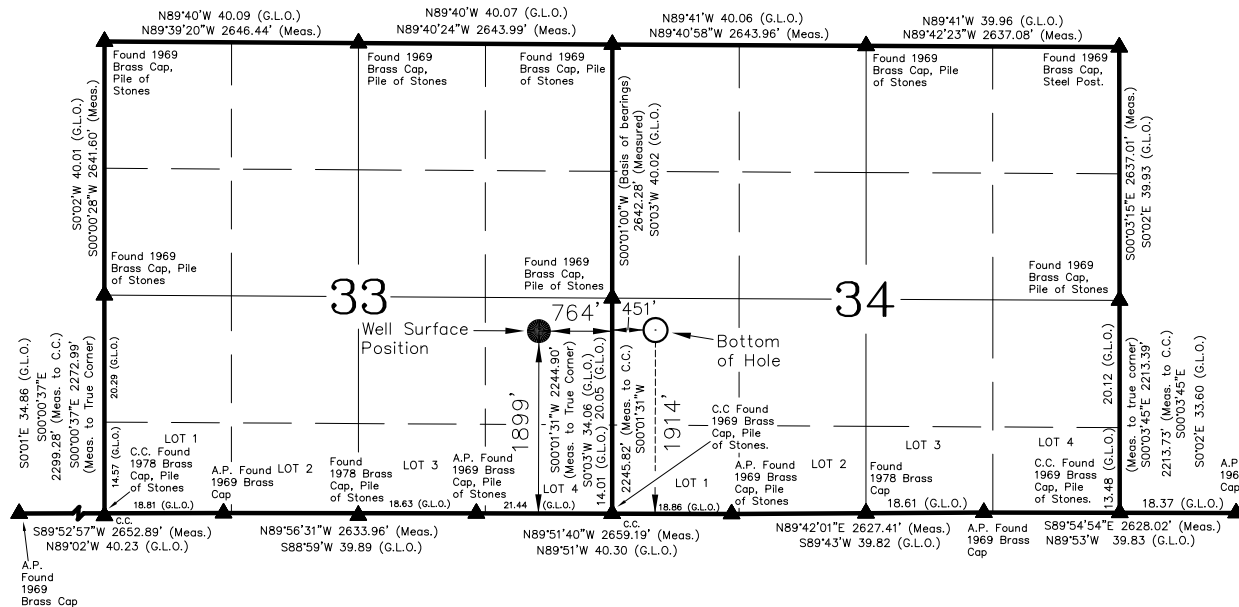 N89°40'W 40.09 (G.L.O.)
N89°39'20"W 2646.44' (Meas.)
N89°40'W 40.07 (G.L.O.)
N89°40'24"W 2643.99' (Meas.)
N89°41'W 40.06 (G.L.O.)
N89°40'58"W 2643.96' (Meas.)
N89°41'W 39.96 (G.L.O.)
N89°42'23"W 2637.08' (Meas.)
Found 1969
Brass Cap,
Pile of
Stones
Found 1969
Brass Cap,
Pile of Stones
Found 1969
Brass Cap, Pile
of Stones
Found 1969
Brass Cap, Pile
of Stones
Found 1969
Brass Cap,
Steel Post.
S0°02'W 40.01 (G.L.O.)
S00°00'28"W 2641.60' (Meas.)
S00°01'00"W (Basis of bearings)
2642.28' (Measured)
S0°03'W 40.02 (G.L.O.)
S00°03'15"E 2637.01' (Meas.)
S0°02'E 39.93 (G.L.O.)
Found 1969
Brass Cap, Pile
of Stones
Found 1969
Brass Cap,
Pile of Stones
Found 1969
Brass Cap,
Pile of Stones
33
34
764'
451'
Well Surface
Position
Bottom
of Hole
1899'
1914'
S0°01'E 34.86 (G.L.O.)
S00°00'37"E
2299.28' (Meas. to C.C.)
S00°00'37"E 2272.99'
(Meas. to True Corner)
20.29 (G.L.O.)
14.57 (G.L.O.)
S00°01'31"W 2244.90'
(Meas. to True Corner)
S0°03'W 34.06 (G.L.O.)
14.01 (G.L.O.)
20.05 (G.L.O.)
2245.82' (Meas. to C.C.)
S00°01'31"W
20.12 (G.L.O.)
13.48 (G.L.O.)
(Meas. to true corner)
S00°03'45"E 2213.39'
2213.73' (Meas. to C.C.)
S00°03'45"E
S0°02'E 33.60 (G.L.O.)
LOT 1
C.C. Found
1978 Brass
Cap, Pile
of Stones
A.P. Found
1969 Brass
Cap
LOT 2
Found
1978 Brass
Cap, Pile
of Stones
LOT 3
A.P. Found
1969 Brass
Cap, Pile
of Stones
LOT 4
C.C Found
1969 Brass
Cap, Pile
of Stones.
LOT 1
A.P. Found
1969 Brass
Cap, Pile
of Stones
LOT 2
Found
1978 Brass
Cap
LOT 3
LOT 4
C.C. Found
1969 Brass
Cap, Pile
of Stones.
18.81 (G.L.O.)
18.63 (G.L.O.)
21.44
(G.L.O.)
18.86 (G.L.O.)
18.61 (G.L.O.)
18.37 (G.L.O.)
C.C.
C.C.
S89°52'57"W 2652.89' (Meas.)
N89°02'W 40.23 (G.L.O.)
N89°56'31"W 2633.96' (Meas.)
S88°59'W 39.89 (G.L.O.)
N89°51'40"W 2659.19' (Meas.)
N89°51'W 40.30 (G.L.O.)
N89°42'01"E 2627.41' (Meas.)
S89°43'W 39.82 (G.L.O.)
A.P. Found
1969 Brass
Cap
S89°54'54"E 2628.02' (Meas.)
N89°53'W 39.83 (G.L.O.)
A.P.
Found
1969
Brass Cap
Cap